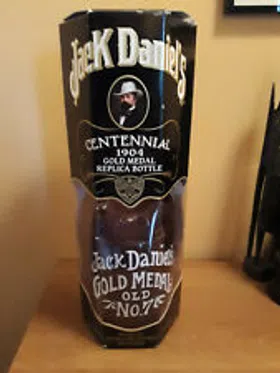 Jack Daniel's
CENTENNIAL
1904
GOLD MEDAL
REPLICA BOTTLE
Jack Daniel's
GOLD MEDAL
OLD
No. 7